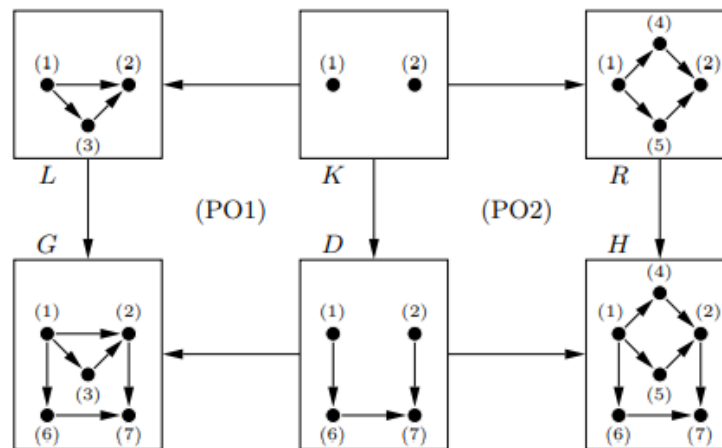 (4)
(1) (2) (1) (2) (1) (2)
(3) (5)
L K R
(PO1) (PO2)
G D H
(4)
(1) (2) (1) (2) (1) (2)
(3) (5)
(6) (7) (6) (7) (6) (7)